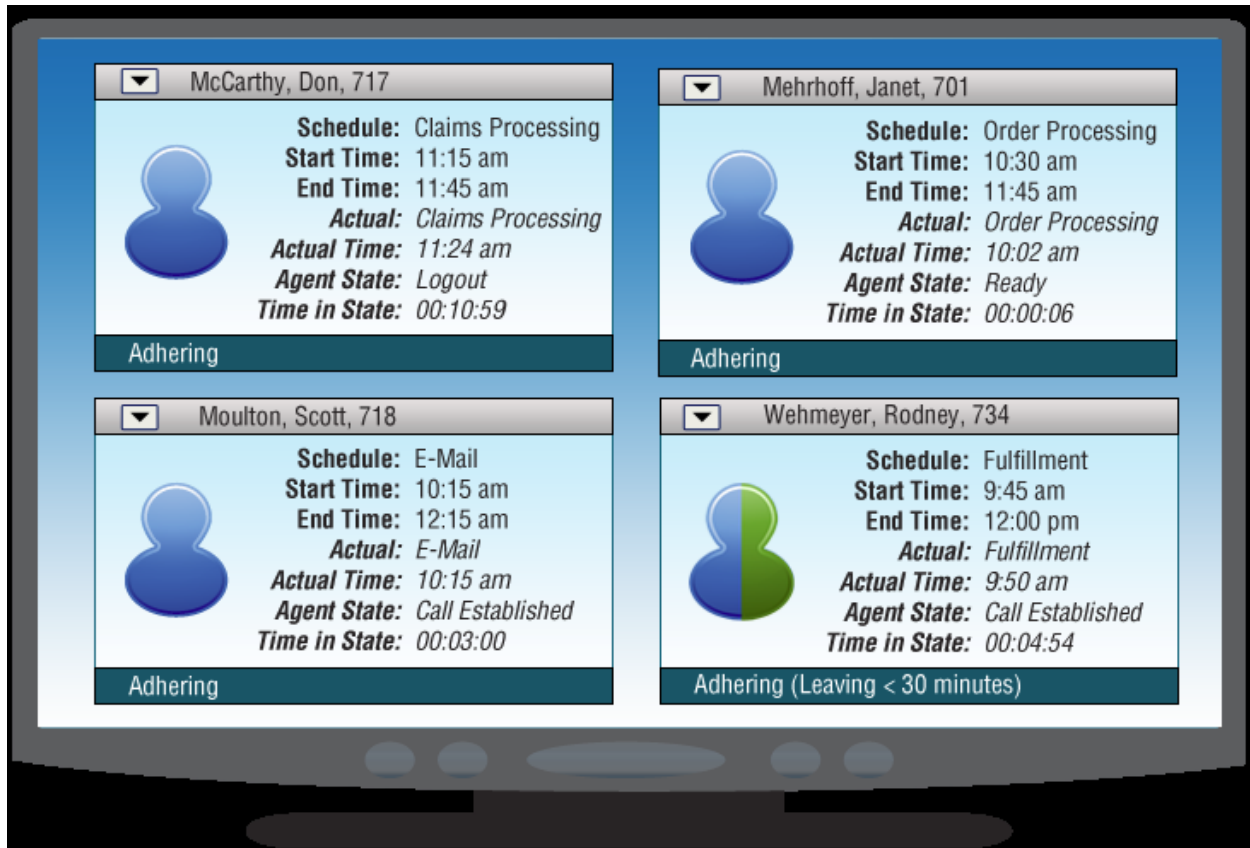 McCarthy, Don, 717
Schedule: Claims Processing
Start Time: 11:15 am
End Time: 11:45 am
Actual: Claims Processing
Actual Time: 11:24 am
Agent State: Logout
Time in State: 00:10:59
Adhering
Mehrhoff, Janet, 701
Schedule: Order Processing
Start Time: 10:30 am
End Time: 11:45 am
Actual: Order Processing
Actual Time: 10:02 am
Agent State: Ready
Time in State: 00:00:06
Adhering
Moulton, Scott, 718
Schedule: E-Mail
Start Time: 10:15 am
End Time: 12:15 am
Actual: E-Mail
Actual Time: 10:15 am
Agent State: Call Established
Time in State: 00:03:00
Adhering
Wehmeyer, Rodney, 734
Schedule: Fulfillment
Start Time: 9:45 am
End Time: 12:00 pm
Actual: Fulfillment
Actual Time: 9:50 am
Agent State: Call Established
Time in State: 00:04:54
Adhering (Leaving < 30 minutes)